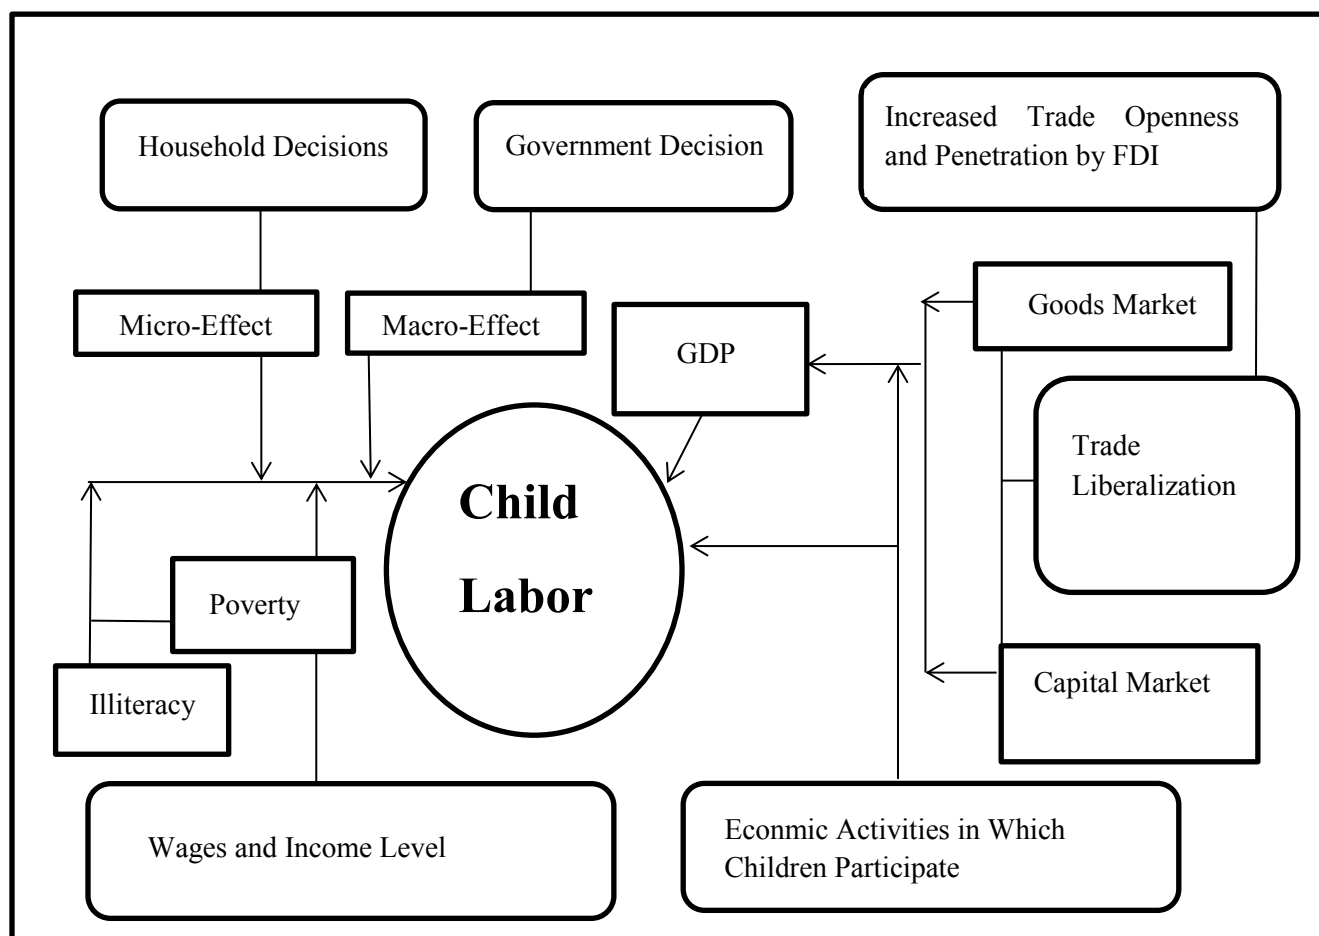 Household Decisions
Government Decision
Increased Trade Openness
and Penetration by FDI
Micro-Effect
Macro-Effect
GDP
Goods Market
Trade
Liberalization
Child
Labor
Poverty
Illiteracy
Capital Market
Wages and Income Level
Econmic Activities in Which
Children Participate